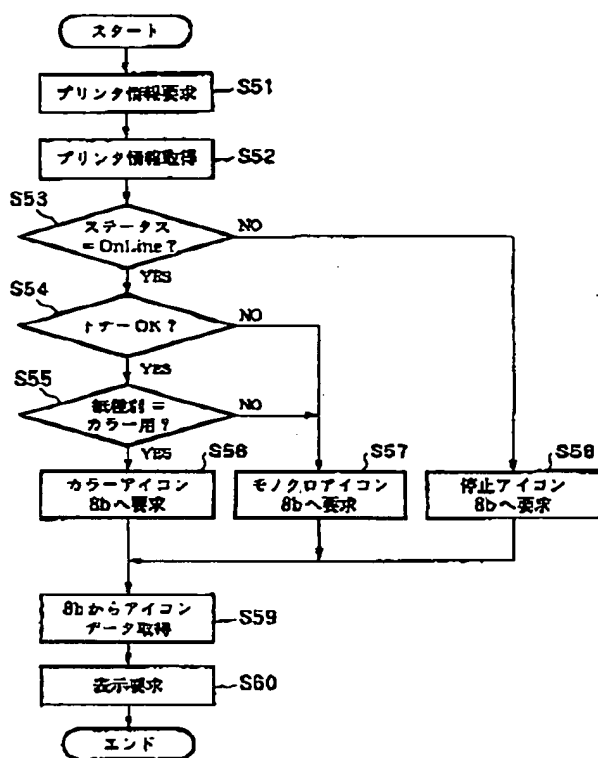 スタート
プリンタ情報要求
S51
プリンタ情報取得
S52
S53
ステータス
=OnLine?
NO
YES
S54
トナーOK?
NO
YES
S55
紙種別=
カラー用?
NO
YES
S56
カラーアイコン
8bへ要求
S57
モノクロアイコン
8bへ要求
S58
停止アイコン
8bへ要求
8bからアイコン
データ取得
S59
表示要求
S60
エンド